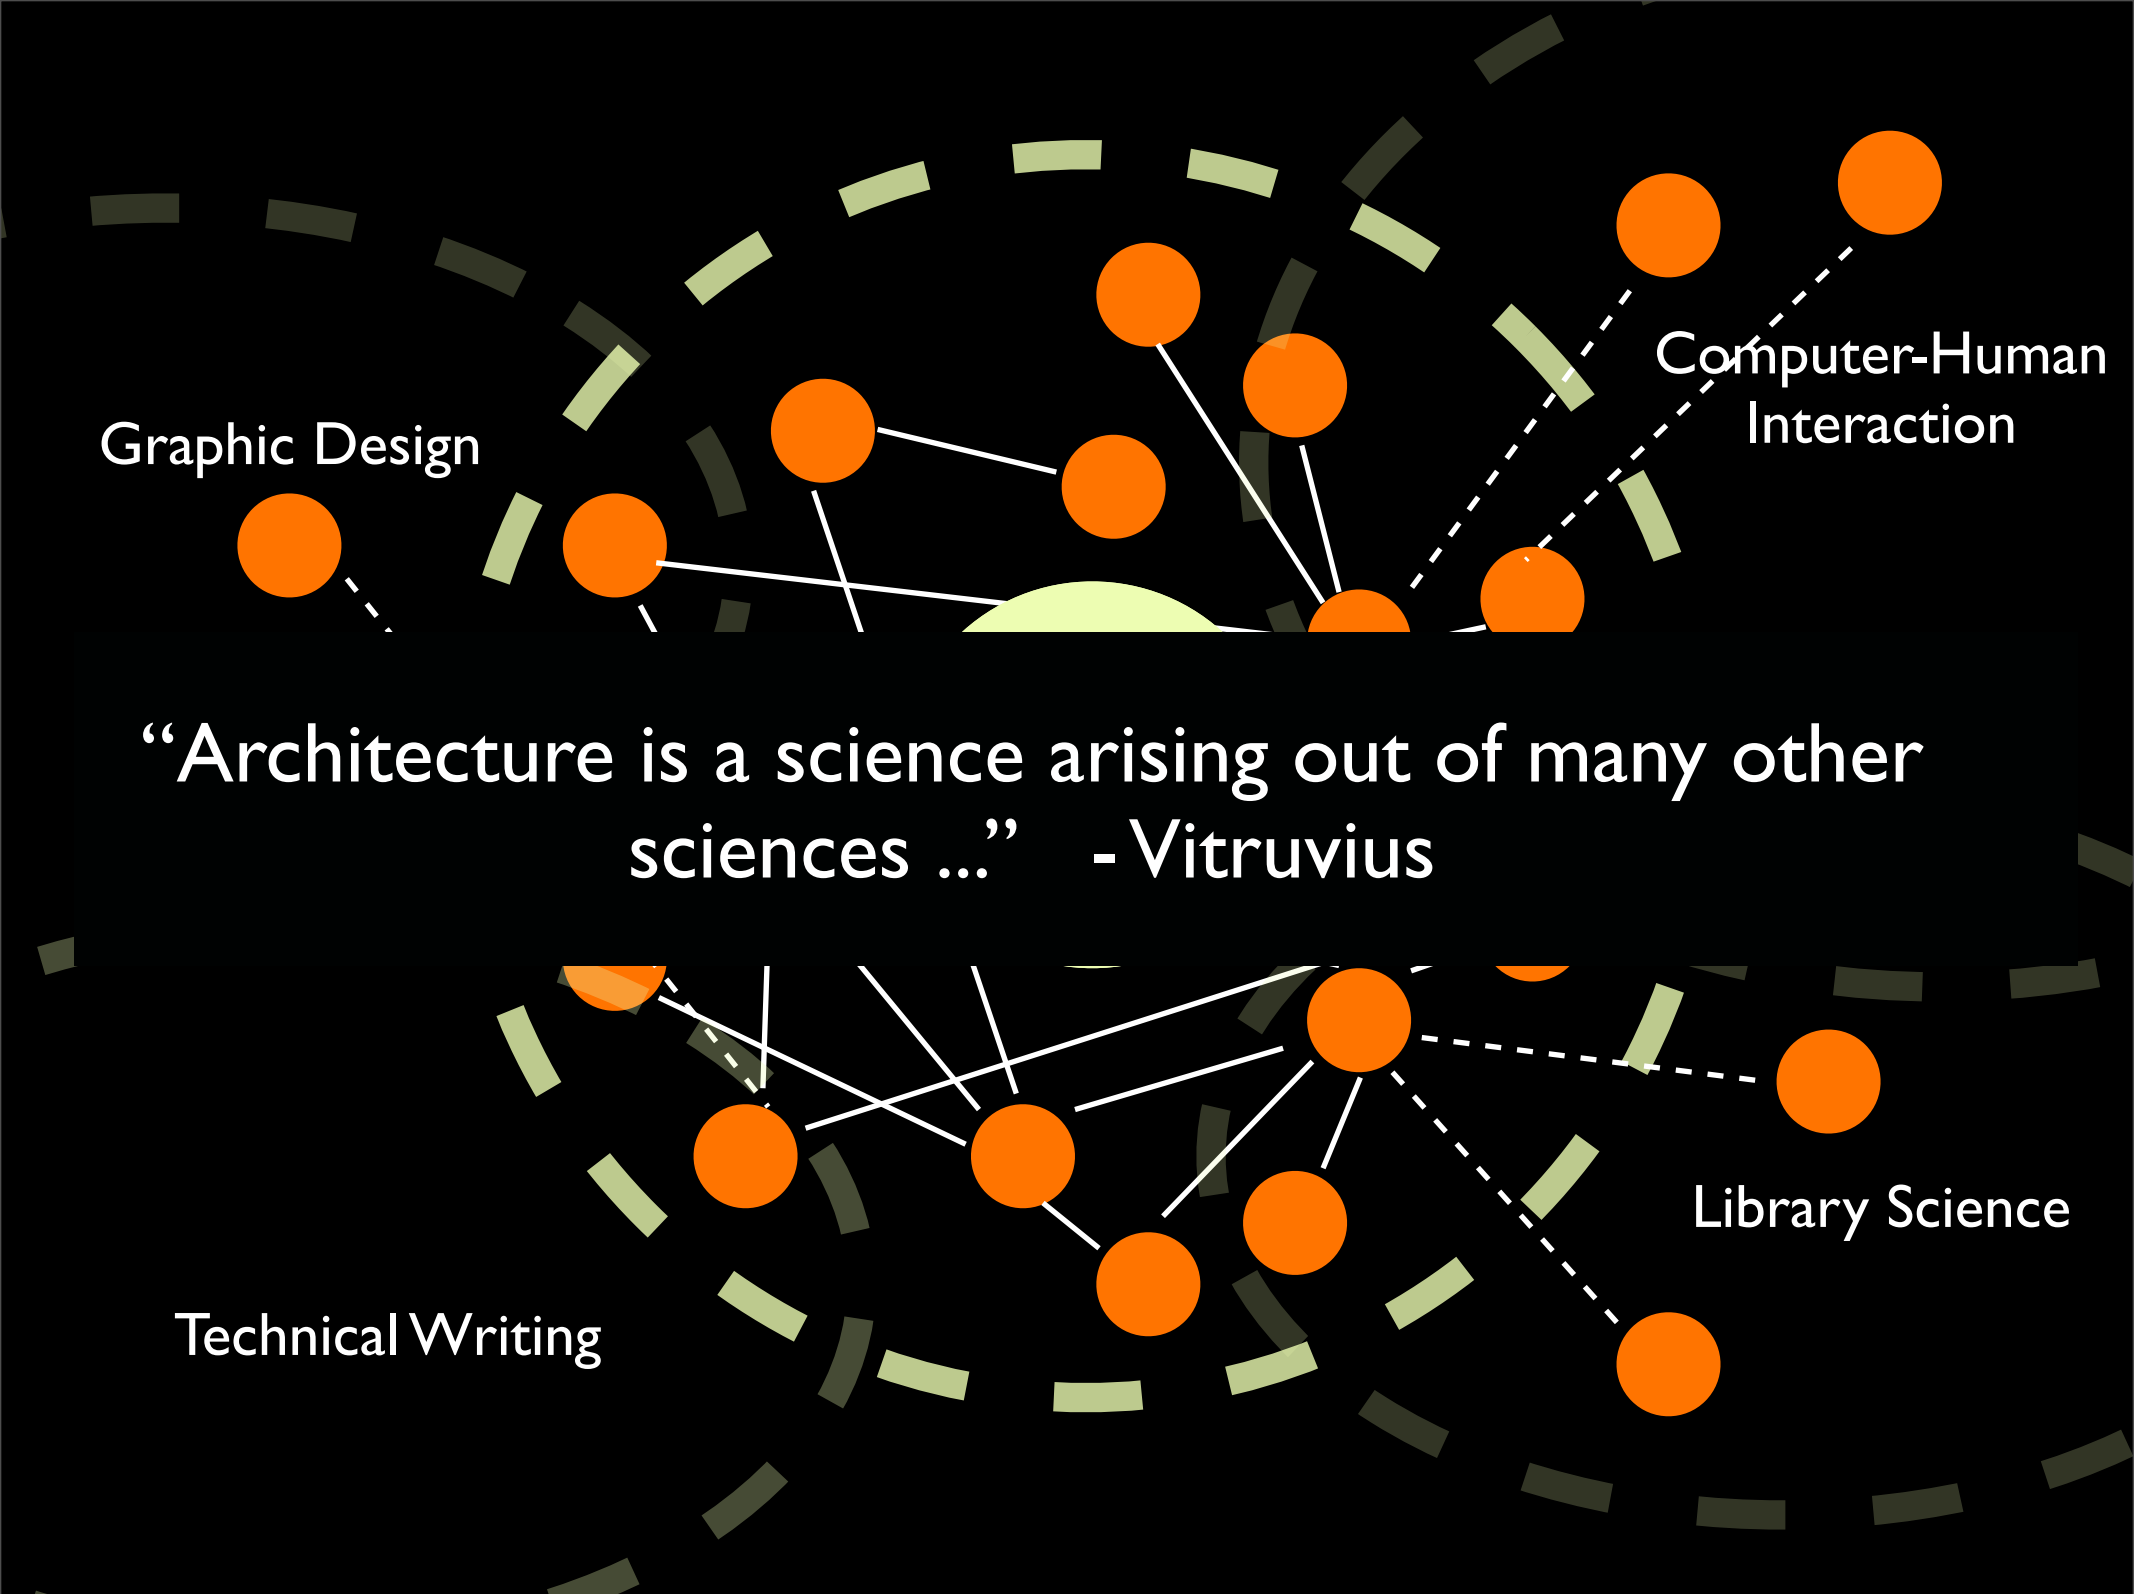 Computer-Human
Interaction
Graphic Design
“Architecture is a science arising out of many other
sciences ...” - Vitruvius
Library Science
Technical Writing